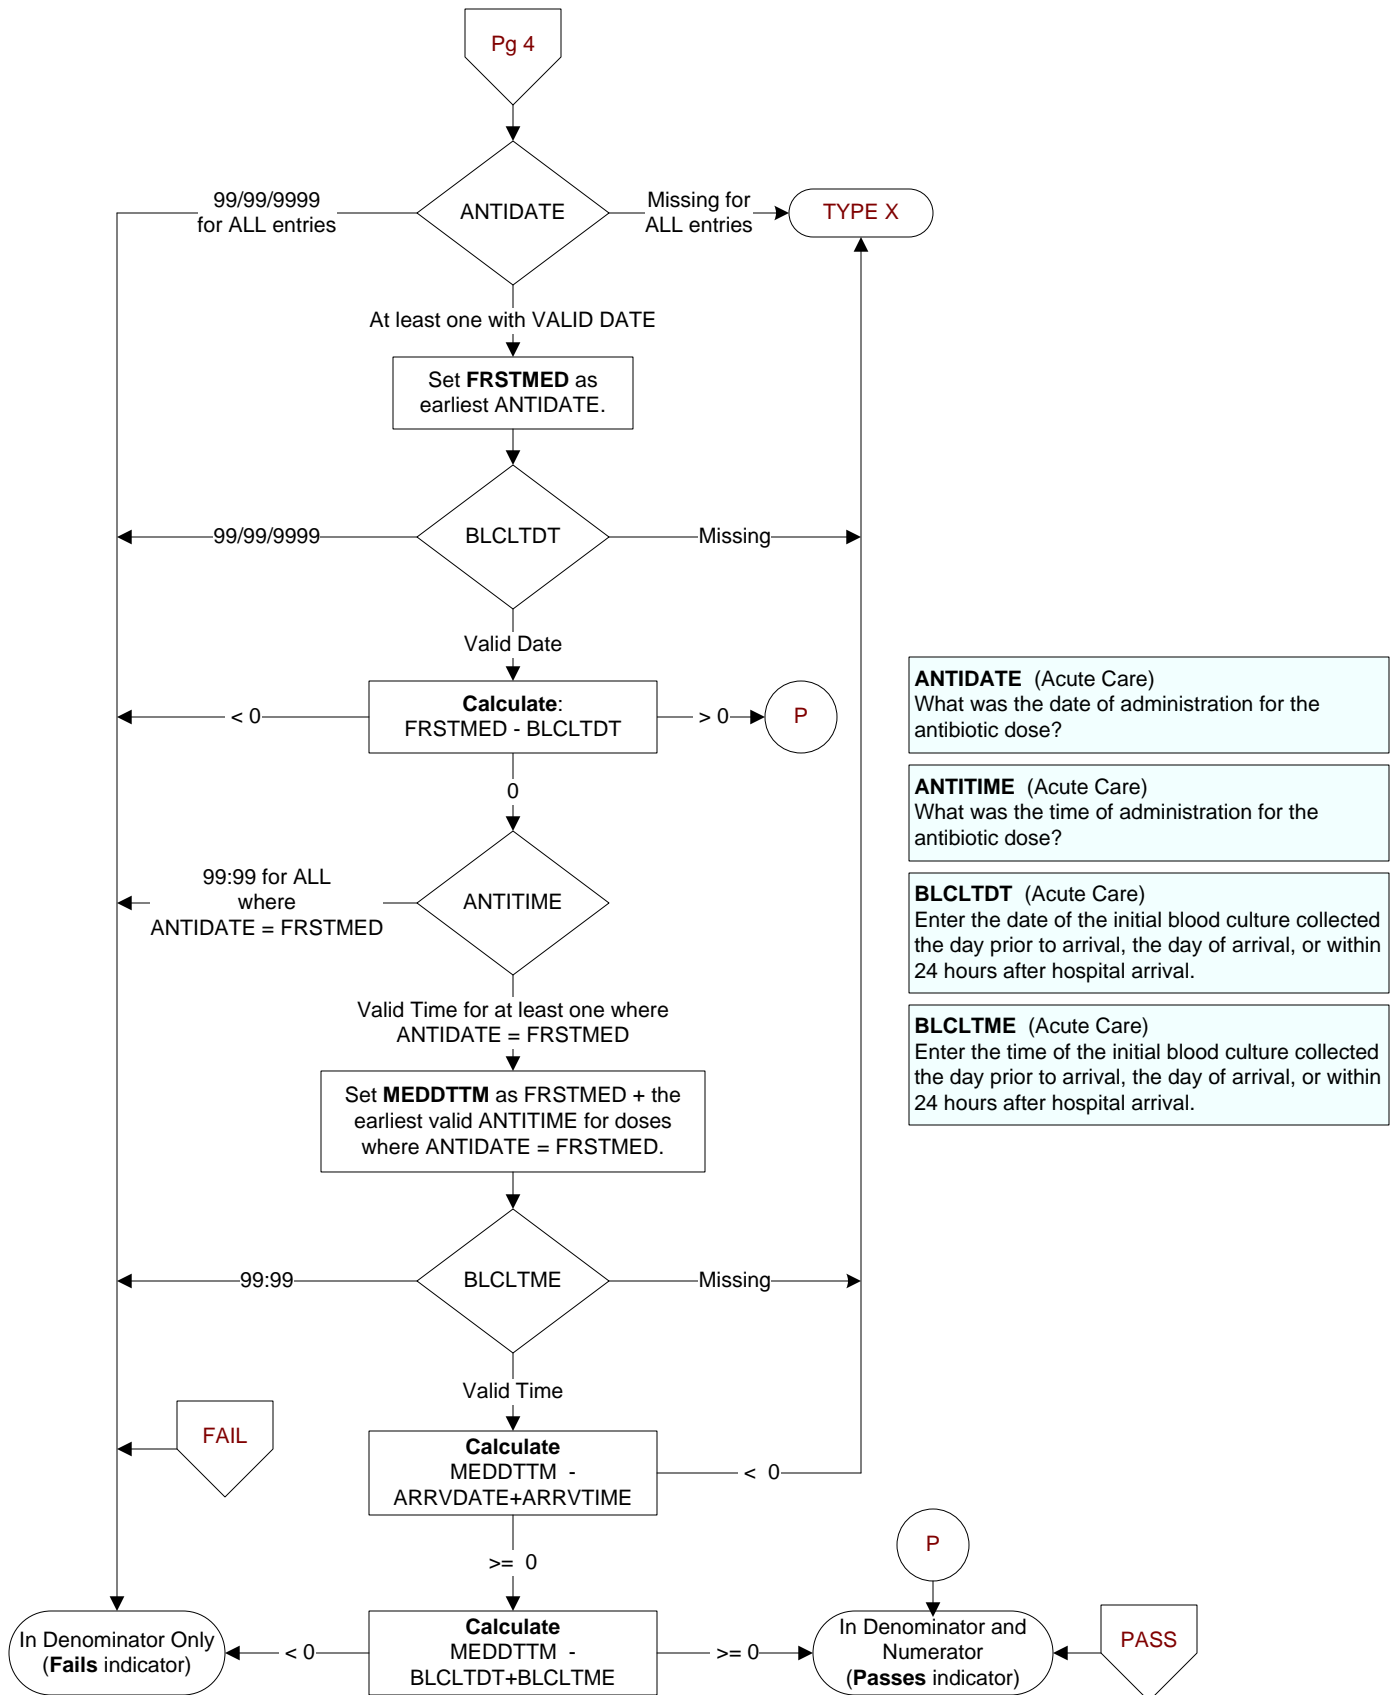 Pg 4
ANTIDATE
99/99/9999
for ALL entries
Missing for
ALL entries
TYPE X
At least one with VALID DATE
Set FRSTMED as
earliest ANTIDATE.
BLCLTDT
99/99/9999
Missing
Valid Date
Calculate:
FRSTMED - BLCLTDT
< 0
> 0
P
0
ANTITIME
99:99 for ALL
where
ANTIDATE = FRSTMED
Valid Time for at least one where
ANTIDATE = FRSTMED
Set MEDDTTM as FRSTMED + the
earliest valid ANTITIME for doses
where ANTIDATE = FRSTMED.
BLCLTME
99:99
Missing
Valid Time
FAIL
Calculate
MEDDTTM -
ARRVDATE+ARRVTIME
< 0
>= 0
P
In Denominator Only
(Fails indicator)
< 0
Calculate
MEDDTTM -
BLCLTDT+BLCLTME
>= 0
In Denominator and
Numerator
(Passes indicator)
PASS
ANTIDATE (Acute Care)
What was the date of administration for the
antibiotic dose?
ANTITIME (Acute Care)
What was the time of administration for the
antibiotic dose?
BLCLTDT (Acute Care)
Enter the date of the initial blood culture collected
the day prior to arrival, the day of arrival, or within
24 hours after hospital arrival.
BLCLTME (Acute Care)
Enter the time of the initial blood culture collected
the day prior to arrival, the day of arrival, or within
24 hours after hospital arrival.